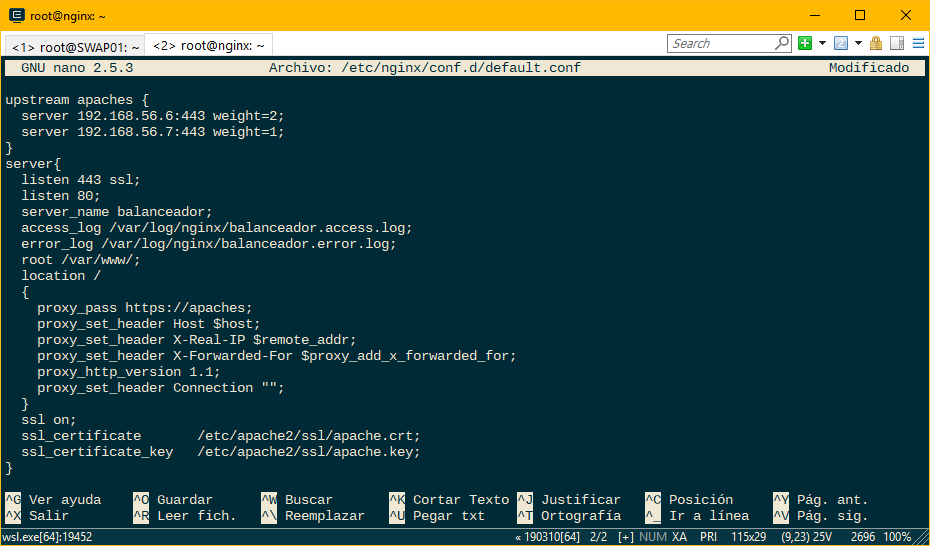 root@nginx: ~
<1> root@SWAP01: ~ <2> root@nginx: ~ Search
GNU nano 2.5.3 Archivo: /etc/nginx/conf.d/default.conf Modificado
upstream apaches {
server 192.168.56.6:443 weight=2;
server 192.168.56.7:443 weight=1;
}
server{
listen 443 ssl;
listen 80;
server_name balanceador;
access_log /var/log/nginx/balanceador.access.log;
error_log /var/log/nginx/balanceador.error.log;
root /var/www/;
location /
{
proxy_pass https://apaches;
proxy_set_header Host $host;
proxy_set_header X-Real-IP $remote_addr;
proxy_set_header X-Forwarded-For $proxy_add_x_forwarded_for;
proxy_http_version 1.1;
proxy_set_header Connection "";
}
ssl on;
ssl_certificate /etc/apache2/ssl/apache.crt;
ssl_certificate_key /etc/apache2/ssl/apache.key;
}
^G Ver ayuda ^O Guardar ^W Buscar ^K Cortar Texto ^J Justificar ^C Posición ^Y Pág. ant.
^X Salir ^R Leer fich. ^\ Reemplazar ^U Pegar txt ^T Ortografía ^_ Ir a línea ^V Pág. sig.
wsl.exe[64]:19452 « 190310[64] 2/2 [+] NUM XA PRI 115x29 (9,23) 25V 2696 100%